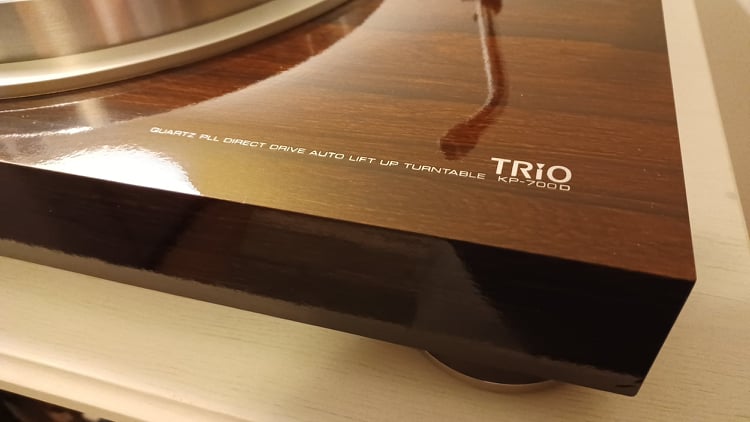 QUARTZ PLL DIRECT DRIVE AUTO LIFT UP TURNTABLE TRiO
KP-700D